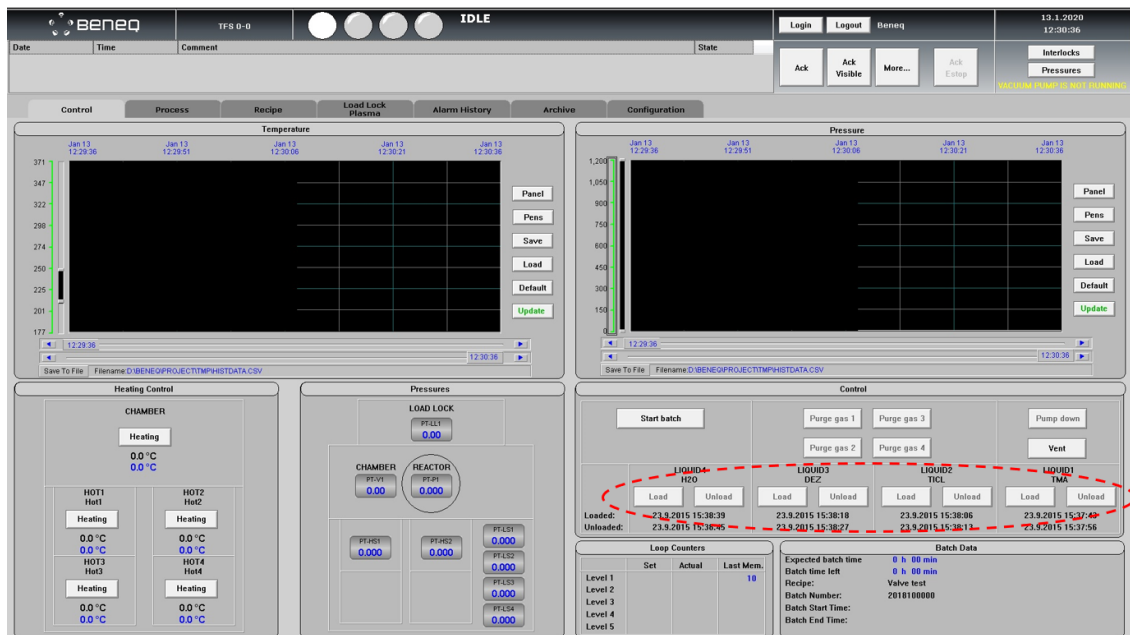 BENEQ
TFS 0-0
IDLE
Login Logout Beneq
13.1.2020
12:30:36
Date Time Comment State
Ack
Ack Visible
More...
Ack Estop
Interlocks
Pressures
VACUUM PUMP IS NOT RUNNING
Control Process Recipe Load Lock Plasma Alarm History Archive Configuration
Temperature
Jan 13 Jan 13 Jan 13 Jan 13 Jan 13
12:29:36 12:29:51 12:30:06 12:30:21 12:30:36
371
347
322
298
274
250
225
201
177
Panel
Pens
Save
Load
Default
Update
12:29:36
12:30:36
Save To File Filename:D:\BENEQ\PROJECT\TMP\HISTDATA.CSV
Pressure
Jan 13 Jan 13 Jan 13 Jan 13 Jan 13
12:29:36 12:29:51 12:30:06 12:30:21 12:30:36
1,200
1,050
900
750
600
450
300
150
0
Panel
Pens
Save
Load
Default
Update
12:29:36
12:30:36
Save To File Filename:D:\BENEQ\PROJECT\TMP\HISTDATA.CSV
Heating Control
CHAMBER
Heating
0.0 °C
0.0 °C
HOT1 HOT2
Hot1 Hot2
Heating Heating
0.0 °C 0.0 °C
0.0 °C 0.0 °C
HOT3 HOT4
Hot3 Hot4
Heating Heating
0.0 °C 0.0 °C
0.0 °C 0.0 °C
Pressures
LOAD LOCK
PT-LL1
0.00
CHAMBER REACTOR
PT-V1 PT-P1
0.00 0.000
PT-HS1 PT-HS2
0.000 0.000
PT-LS1
0.000
PT-LS2
0.000
PT-LS3
0.000
PT-LS4
0.000
Control
Start batch Purge gas 1 Purge gas 3 Pump down
Purge gas 2 Purge gas 4 Vent
LIQUID4 LIQUID3 LIQUID2 LIQUID1
H2O DEZ TICL TMA
Load Unload Load Unload Load Unload Load Unload
Loaded: 23.9.2015 15:38:39 23.9.2015 15:38:18 23.9.2015 15:38:06 23.9.2015 15:37:43
Unloaded: 23.9.2015 15:38:45 23.9.2015 15:38:27 23.9.2015 15:38:13 23.9.2015 15:37:56
Loop Counters
Set Actual Last Mem.
Level 1 10
Level 2
Level 3
Level 4
Level 5
Batch Data
Expected batch time 0 h 00 min
Batch time left 0 h 00 min
Recipe: Valve test
Batch Number: 2018100000
Batch Start Time:
Batch End Time: